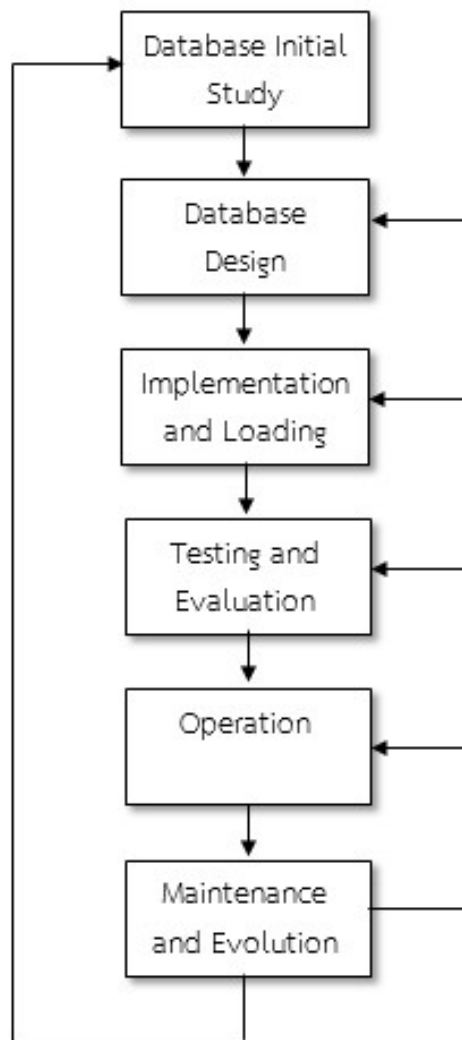 Database Initial
Study
Database
Design
Implementation
and Loading
Testing and
Evaluation
Operation
Maintenance
and Evolution